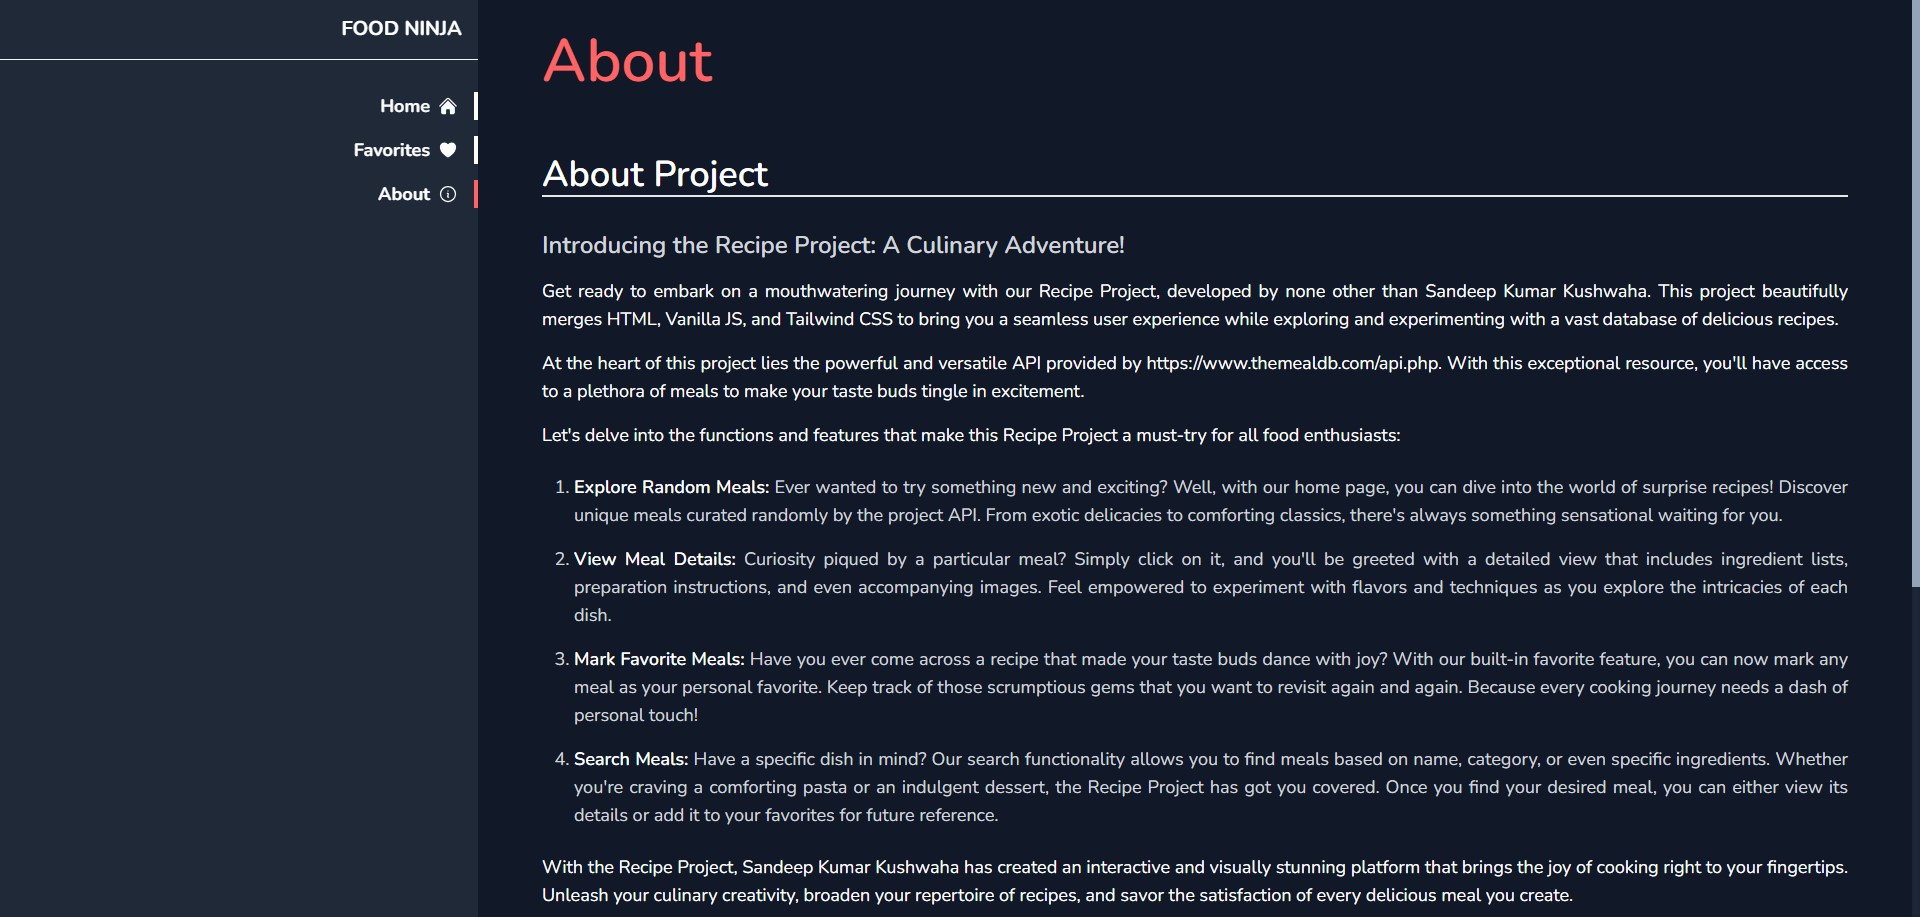 FOOD NINJA
Home
Favorites
About
About
About Project
Introducing the Recipe Project: A Culinary Adventure!
Get ready to embark on a mouthwatering journey with our Recipe Project, developed by none other than Sandeep Kumar Kushwaha. This project beautifully
merges HTML, Vanilla JS, and Tailwind CSS to bring you a seamless user experience while exploring and experimenting with a vast database of delicious recipes.
At the heart of this project lies the powerful and versatile API provided by https://www.themealdb.com/api.php. With this exceptional resource, you'll have access
to a plethora of meals to make your taste buds tingle in excitement.
Let's delve into the functions and features that make this Recipe Project a must-try for all food enthusiasts:
1. Explore Random Meals: Ever wanted to try something new and exciting? Well, with our home page, you can dive into the world of surprise recipes! Discover
unique meals curated randomly by the project API. From exotic delicacies to comforting classics, there's always something sensational waiting for you.
2. View Meal Details: Curiosity piqued by a particular meal? Simply click on it, and you'll be greeted with a detailed view that includes ingredient lists,
preparation instructions, and even accompanying images. Feel empowered to experiment with flavors and techniques as you explore the intricacies of each
dish.
3. Mark Favorite Meals: Have you ever come across a recipe that made your taste buds dance with joy? With our built-in favorite feature, you can now mark any
meal as your personal favorite. Keep track of those scrumptious gems that you want to revisit again and again. Because every cooking journey needs a dash of
personal touch!
4. Search Meals: Have a specific dish in mind? Our search functionality allows you to find meals based on name, category, or even specific ingredients. Whether
you're craving a comforting pasta or an indulgent dessert, the Recipe Project has got you covered. Once you find your desired meal, you can either view its
details or add it to your favorites for future reference.
With the Recipe Project, Sandeep Kumar Kushwaha has created an interactive and visually stunning platform that brings the joy of cooking right to your fingertips.
Unleash your culinary creativity, broaden your repertoire of recipes, and savor the satisfaction of every delicious meal you create.